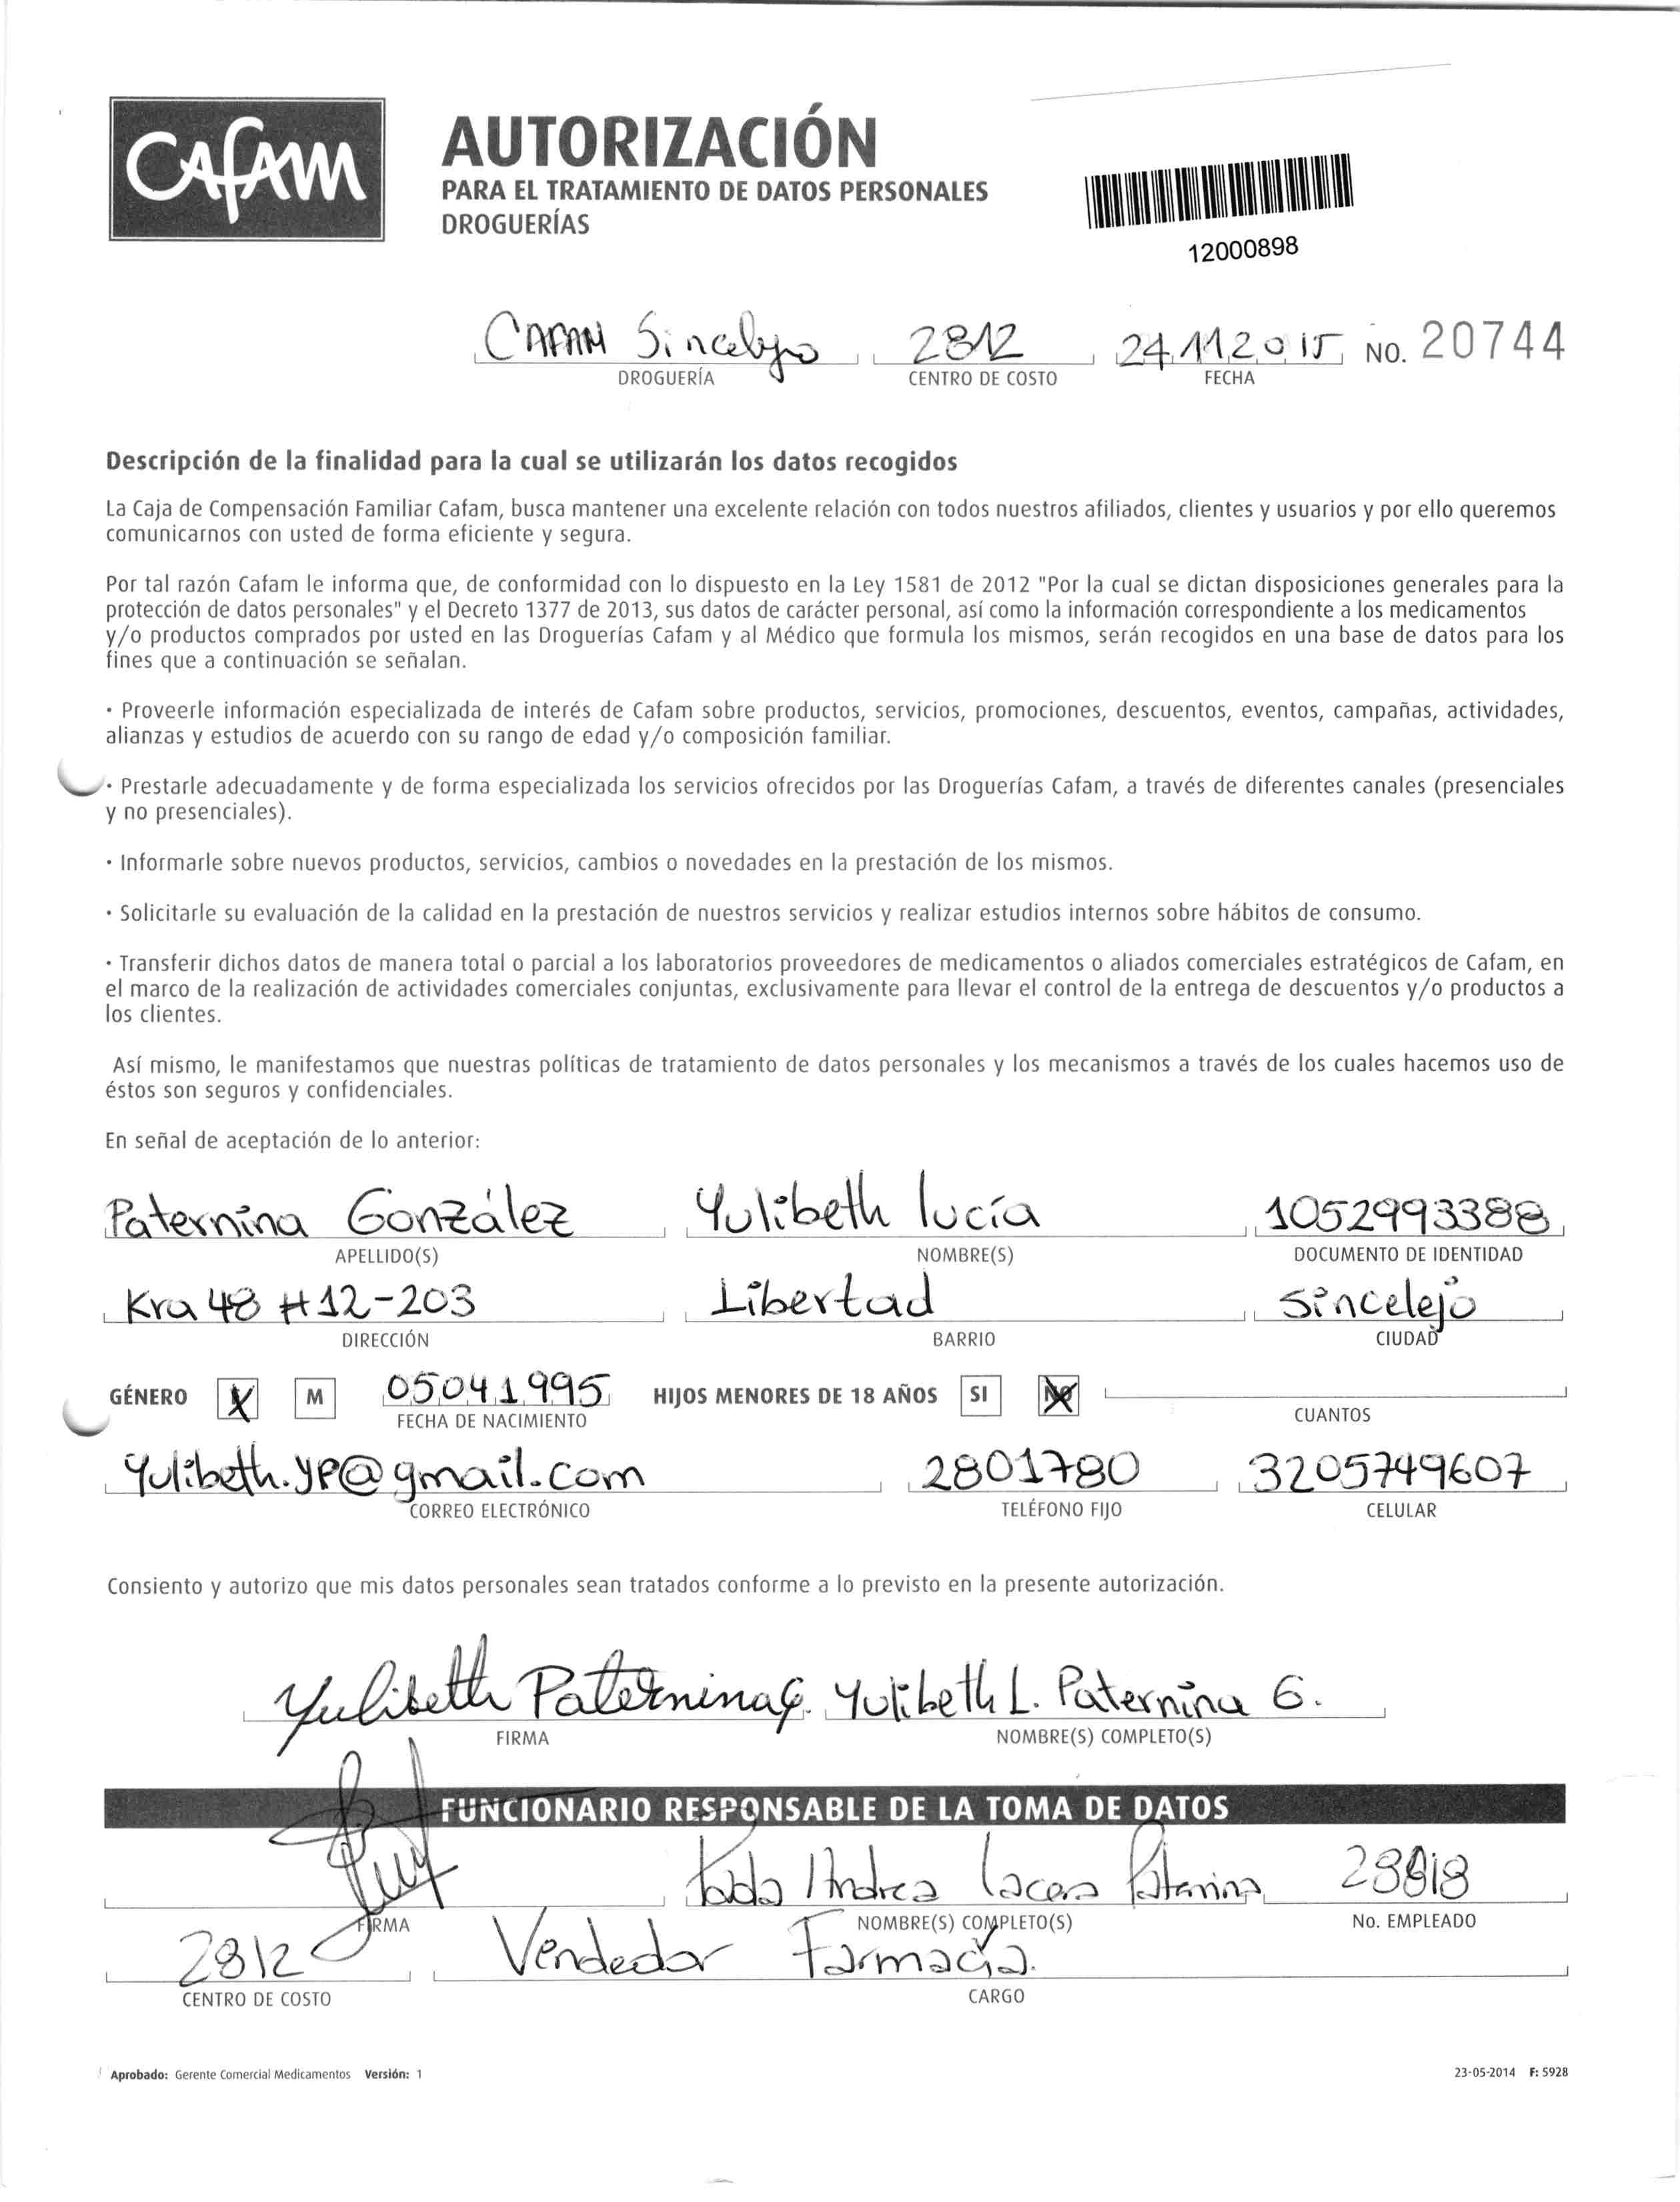 CAFAM
AUTORIZACIÓN
PARA EL TRATAMIENTO DE DATOS PERSONALES
DROGUERÍAS
12000898
CAFAM Sincelejo 2812 24 11 2015 No. 20744
DROGUERÍA CENTRO DE COSTO FECHA
Descripción de la finalidad para la cual se utilizarán los datos recogidos
La Caja de Compensación Familiar Cafam, busca mantener una excelente relación con todos nuestros afiliados, clientes y usuarios y por ello queremos
comunicarnos con usted de forma eficiente y segura.
Por tal razón Cafam le informa que, de conformidad con lo dispuesto en la Ley 1581 de 2012 "Por la cual se dictan disposiciones generales para la
protección de datos personales" y el Decreto 1377 de 2013, sus datos de carácter personal, así como la información correspondiente a los medicamentos
y/o productos comprados por usted en las Droguerías Cafam y al Médico que formula los mismos, serán recogidos en una base de datos para los
fines que a continuación se señalan.
· Proveerle información especializada de interés de Cafam sobre productos, servicios, promociones, descuentos, eventos, campañas, actividades,
alianzas y estudios de acuerdo con su rango de edad y/o composición familiar.
· Prestarle adecuadamente y de forma especializada los servicios ofrecidos por las Droguerías Cafam, a través de diferentes canales (presenciales
y no presenciales).
· Informarle sobre nuevos productos, servicios, cambios o novedades en la prestación de los mismos.
· Solicitarle su evaluación de la calidad en la prestación de nuestros servicios y realizar estudios internos sobre hábitos de consumo.
· Transferir dichos datos de manera total o parcial a los laboratorios proveedores de medicamentos o aliados comerciales estratégicos de Cafam, en
el marco de la realización de actividades comerciales conjuntas, exclusivamente para llevar el control de la entrega de descuentos y/o productos a
los clientes.
Así mismo, le manifestamos que nuestras políticas de tratamiento de datos personales y los mecanismos a través de los cuales hacemos uso de
éstos son seguros y confidenciales.
En señal de aceptación de lo anterior:
Paternina González Yulibeth lucía 1052993388
APELLIDO(S) NOMBRE(S) DOCUMENTO DE IDENTIDAD
Kra 48 #12-203 Libertad Sincelejo
DIRECCIÓN BARRIO CIUDAD
GÉNERO X M 05041995 HIJOS MENORES DE 18 AÑOS SI NO
FECHA DE NACIMIENTO CUANTOS
Yulibeth.yp@gmail.com 2801780 3205749607
CORREO ELECTRÓNICO TELÉFONO FIJO CELULAR
Consiento y autorizo que mis datos personales sean tratados conforme a lo previsto en la presente autorización.
Yulibeth Paternina G. Yulibeth L. Paternina G.
FIRMA NOMBRE(S) COMPLETO(S)
FUNCIONARIO RESPONSABLE DE LA TOMA DE DATOS
Andrea Paternina
FIRMA NOMBRE(S) COMPLETO(S) No. EMPLEADO
2812 Vendedor Farmacia.
CENTRO DE COSTO CARGO
Aprobado: Gerente Comercial Medicamentos Versión: 1 23-05-2014 F: 5928